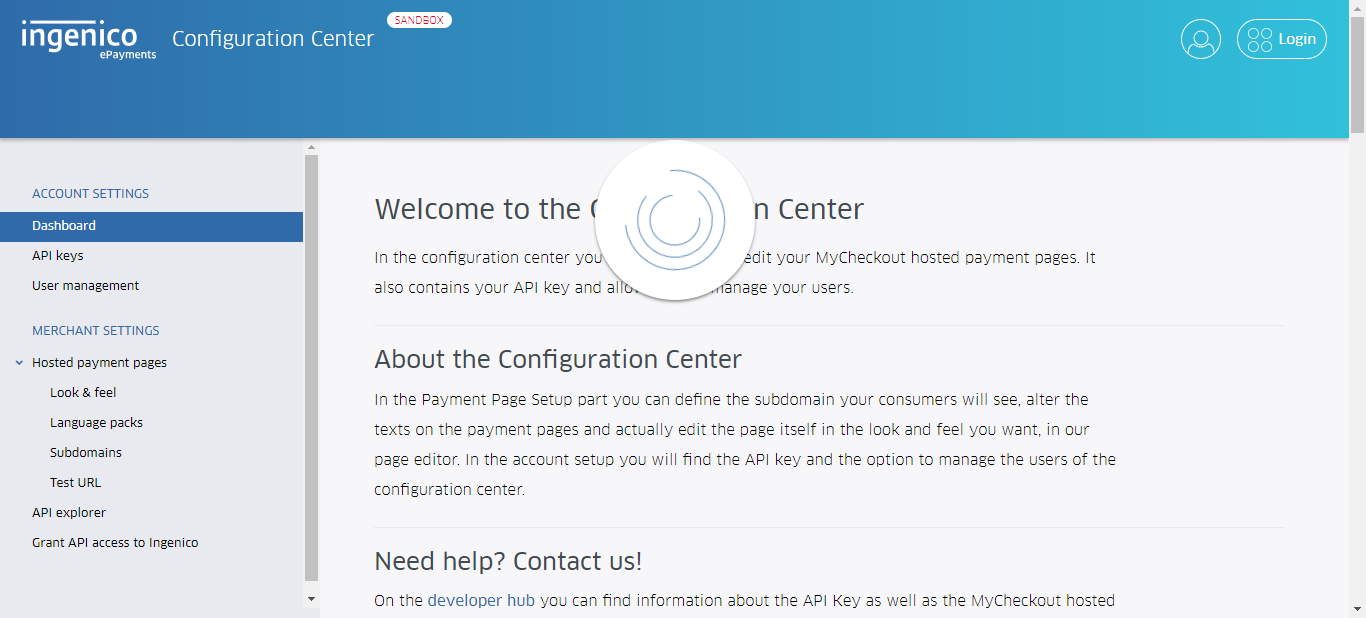 ingenico
ePayments
Configuration Center
SANDBOX
Login
ACCOUNT SETTINGS
Dashboard
API keys
User management
MERCHANT SETTINGS
Hosted payment pages
Look & feel
Language packs
Subdomains
Test URL
API explorer
Grant API access to Ingenico
Welcome to the Center
In the configuration center you edit your MyCheckout hosted payment pages. It
also contains your API key and your users.
About the Configuration Center
In the Payment Page Setup part you can define the subdomain your consumers will see, alter the
texts on the payment pages and actually edit the page itself in the look and feel you want, in our
page editor. In the account setup you will find the API key and the option to manage the users of the
configuration center.
Need help? Contact us!
On the developer hub you can find information about the API Key as well as the MyCheckout hosted